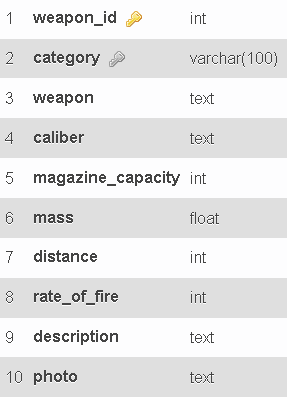 1 weapon_id int
2 category varchar(100)
3 weapon text
4 caliber text
5 magazine_capacity int
6 mass float
7 distance int
8 rate_of_fire int
9 description text
10 photo text